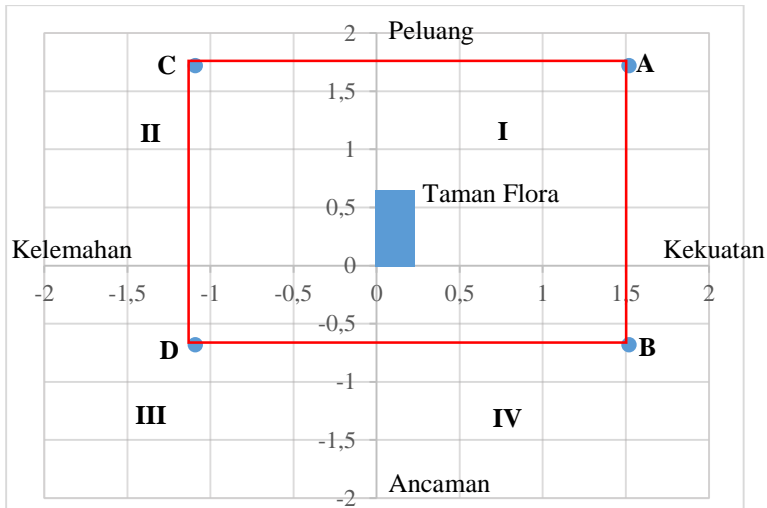 2 Peluang
C A
1,5
II I
1
0,5 Taman Flora
Kelemahan 0 Kekuatan
-2 -1,5 -1 -0,5 0 0,5 1 1.5 2
-0,5
D B
-1
III IV
-1,5
-2 Ancaman